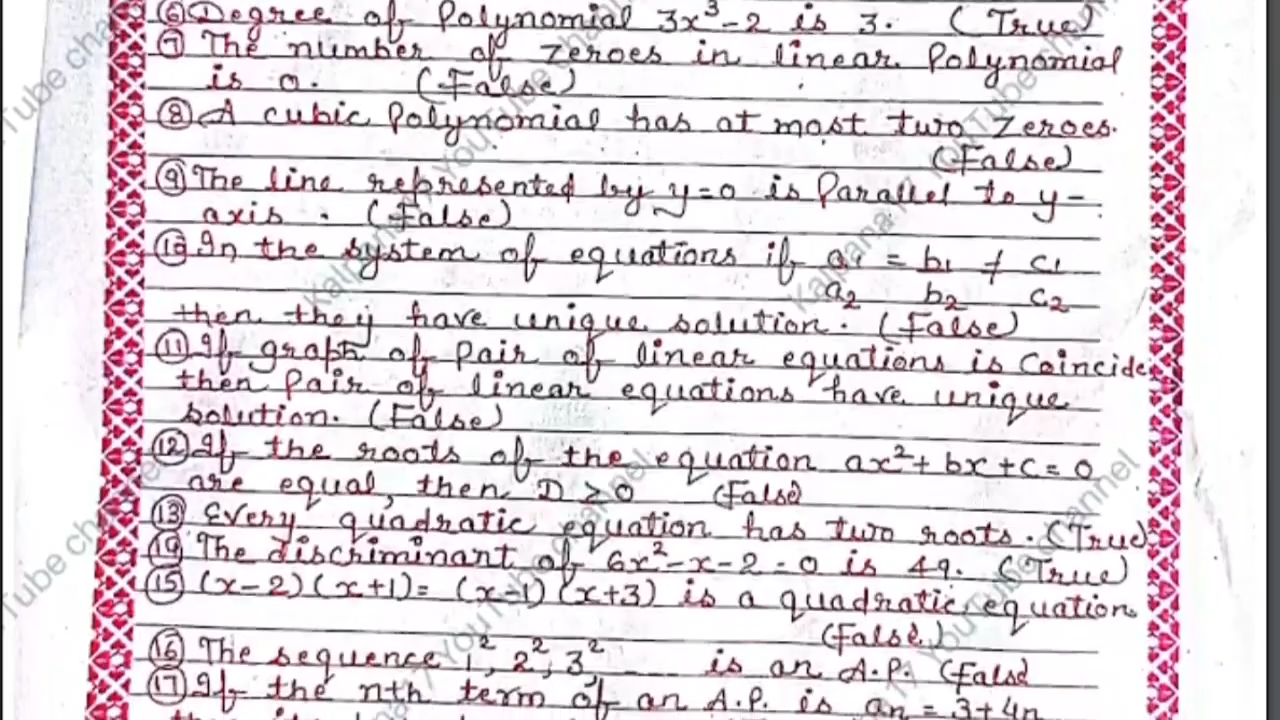 ⑥ Degree of Polynomial 3x³-2 is 3. (True)
⑦ The number of zeroes in linear Polynomial
is 0. (False)
⑧ A cubic Polynomial has at most two zeroes.
(False)
⑨ The line represented by y=0 is Parallel to y-
axis. (False)
⑩ In the system of equations if a₁ = b₁ ≠ c₁
a₂ b₂ c₂
then they have unique solution. (False)
⑪ If graph of Pair of linear equations is Coincide
then Pair of linear equations have unique
solution. (False)
⑫ If the roots of the equation ax²+bx+c=0
are equal, then D>0 (False)
⑬ Every quadratic equation has two roots. (True)
⑭ The discriminant of 6x²-x-2=0 is 49. (True)
⑮ (x-2)(x+1)= (x-1)(x+3) is a quadratic equation
(False)
⑯ The sequence 1², 2², 3² ---- is an A.P. (False)
⑰ If the nth term of an A.P. is an = 3+4n